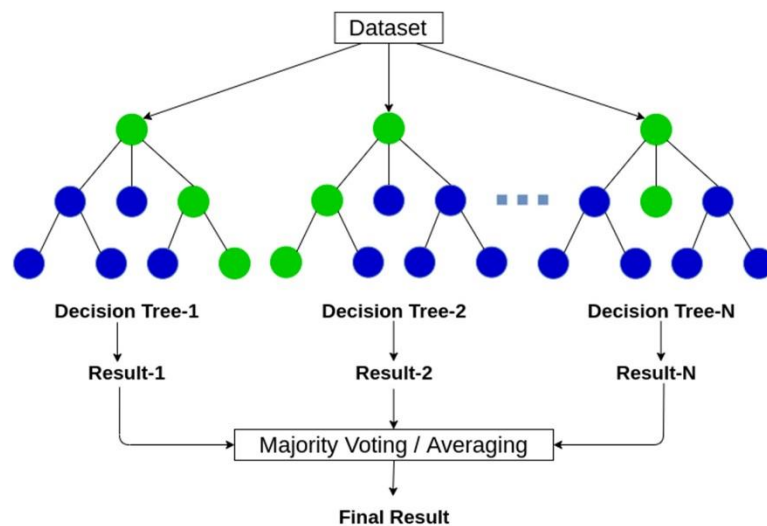 Dataset
Decision Tree-1
Decision Tree-2
Decision Tree-N
Result-1
Result-2
Result-N
Majority Voting / Averaging
Final Result